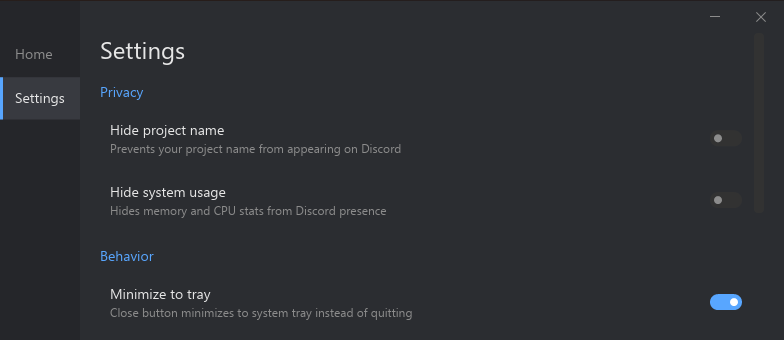 Home
Settings
Settings
Privacy
Hide project name
Prevents your project name from appearing on Discord
Hide system usage
Hides memory and CPU stats from Discord presence
Behavior
Minimize to tray
Close button minimizes to system tray instead of quitting